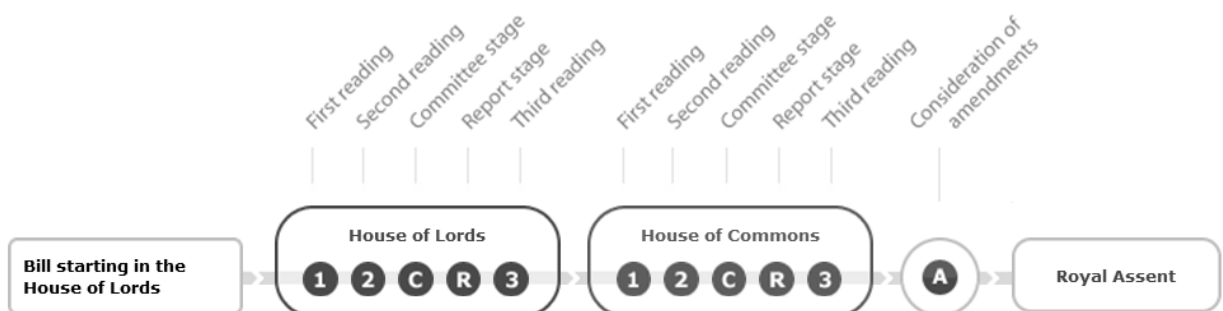 First reading
Second reading
Committee stage
Report stage
Third reading
First reading
Second reading
Committee stage
Report stage
Third reading
Consideration of
amendments
Bill starting in the
House of Lords
House of Lords
1 2 C R 3
House of Commons
1 2 C R 3
A
Royal Assent